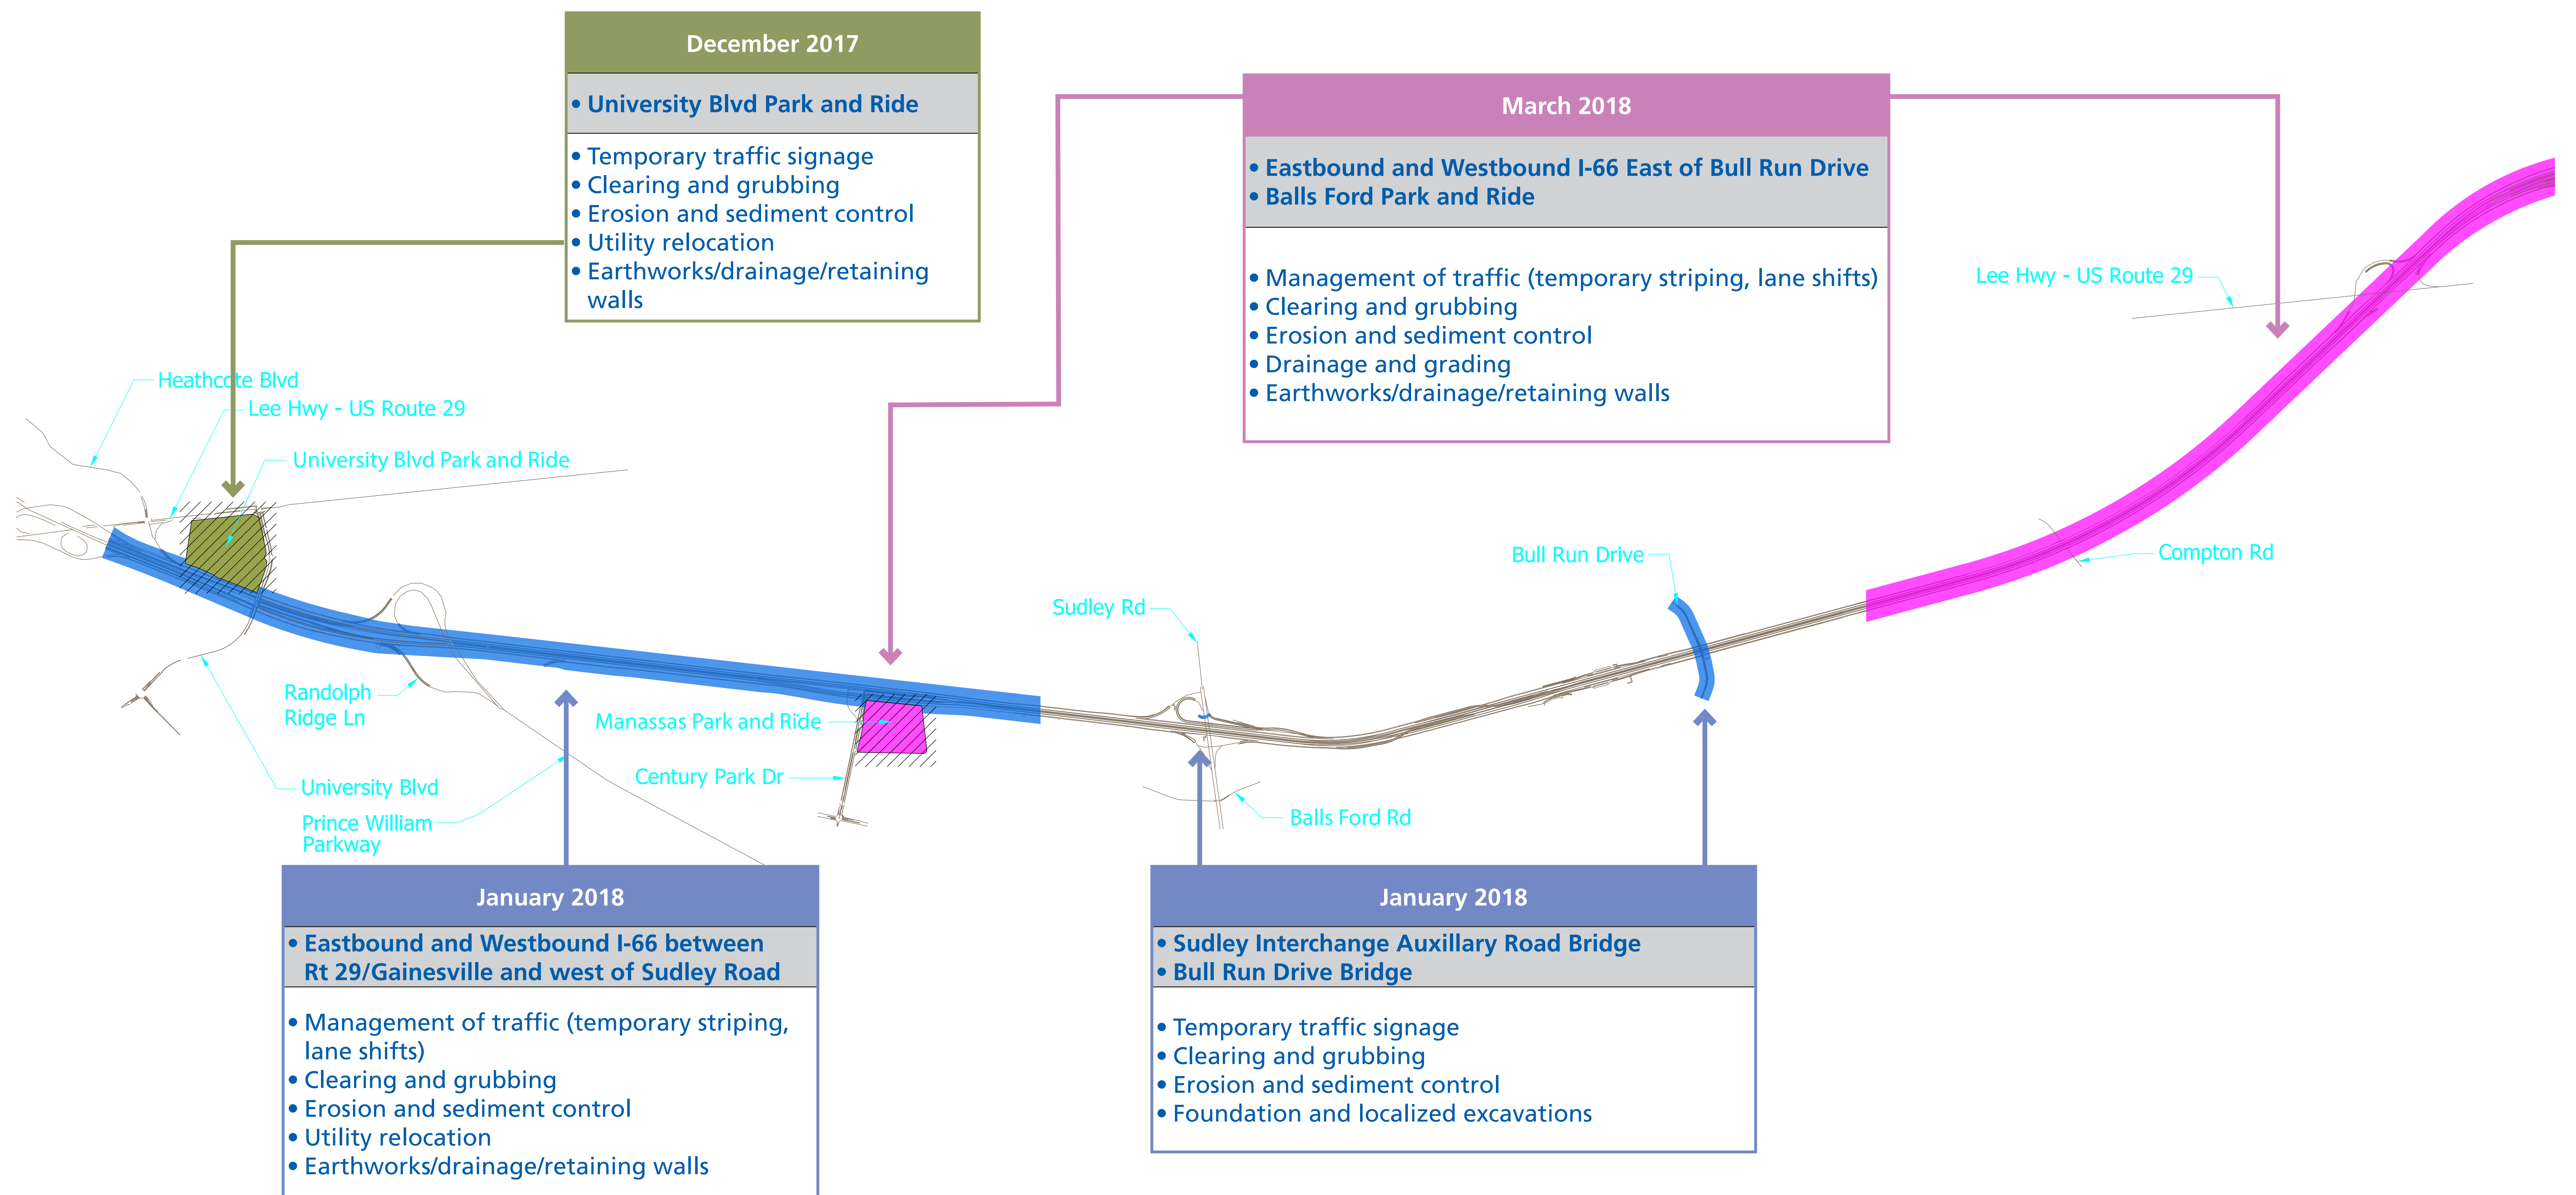 December 2017
• University Blvd Park and Ride
• Temporary traffic signage
• Clearing and grubbing
• Erosion and sediment control
• Utility relocation
• Earthworks/drainage/retaining
walls
March 2018
• Eastbound and Westbound I-66 East of Bull Run Drive
• Balls Ford Park and Ride
• Management of traffic (temporary striping, lane shifts)
• Clearing and grubbing
• Erosion and sediment control
• Drainage and grading
• Earthworks/drainage/retaining walls
Lee Hwy - US Route 29
Heathcote Blvd
Lee Hwy - US Route 29
University Blvd Park and Ride
Bull Run Drive
Compton Rd
Sudley Rd
Randolph
Ridge Ln
Manassas Park and Ride
Century Park Dr
University Blvd
Prince William
Parkway
Balls Ford Rd
January 2018
• Eastbound and Westbound I-66 between
Rt 29/Gainesville and west of Sudley Road
• Management of traffic (temporary striping,
lane shifts)
• Clearing and grubbing
• Erosion and sediment control
• Utility relocation
• Earthworks/drainage/retaining walls
January 2018
• Sudley Interchange Auxillary Road Bridge
• Bull Run Drive Bridge
• Temporary traffic signage
• Clearing and grubbing
• Erosion and sediment control
• Foundation and localized excavations